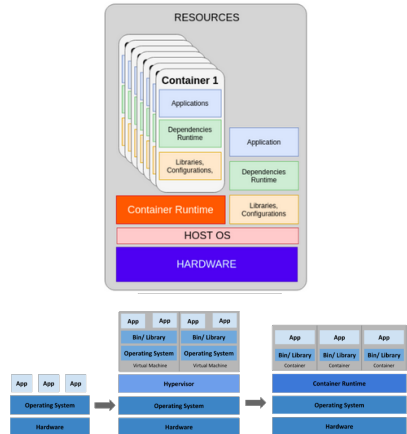 RESOURCES
Container 1
Applications
Dependencies
Runtime
Libraries,
Configurations,
Application
Dependencies
Runtime
Libraries,
Configurations
Container Runtime
HOST OS
HARDWARE
App App App
Operating System
Hardware
App App App App
Bin/ Library Bin/ Library
Operating System Operating System
Virtual Machine Virtual Machine
Hypervisor
Operating System
Hardware
App App App
Bin/ Library Bin/ Library Bin/ Library
Container Container Container
Container Runtime
Operating System
Hardware